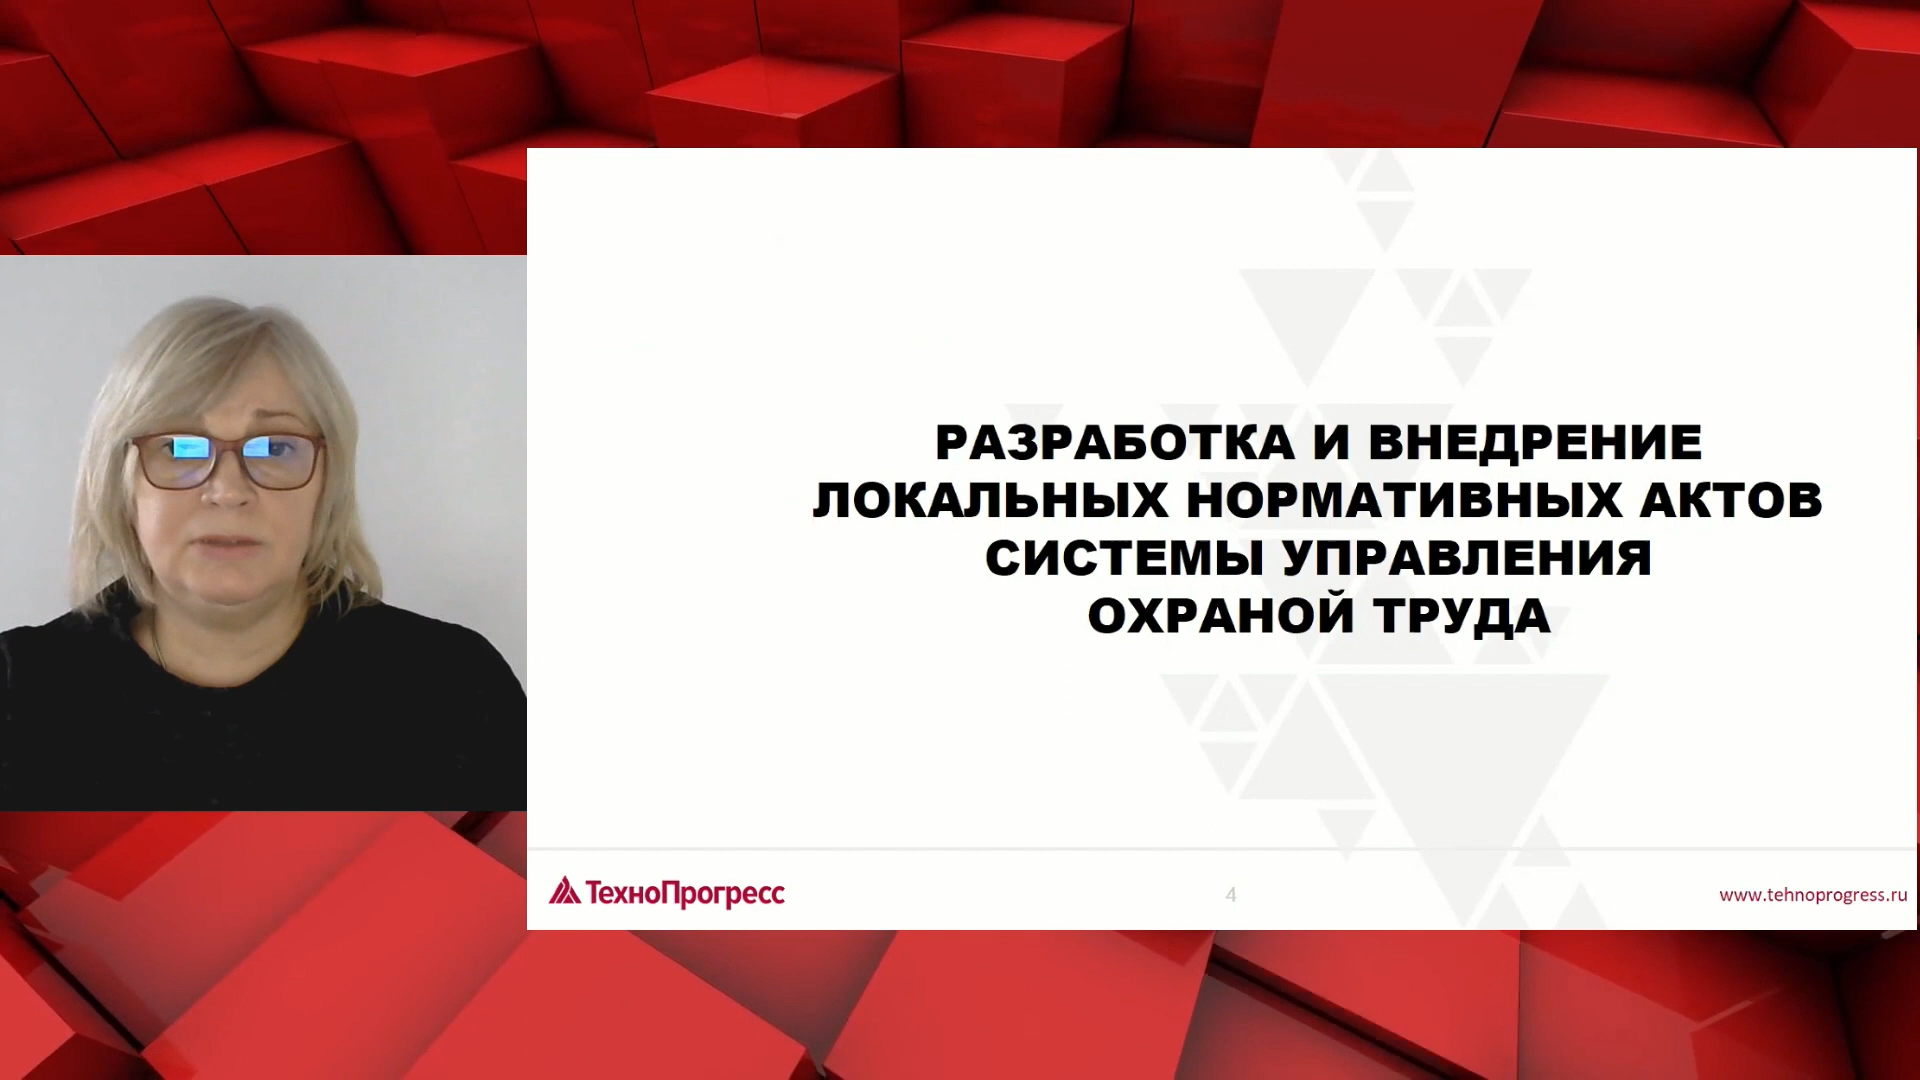 РАЗРАБОТКА И ВНЕДРЕНИЕ
ЛОКАЛЬНЫХ НОРМАТИВНЫХ АКТОВ
СИСТЕМЫ УПРАВЛЕНИЯ
ОХРАНОЙ ТРУДА
ТехноПрогресс
4
www.tehnoprogress.ru